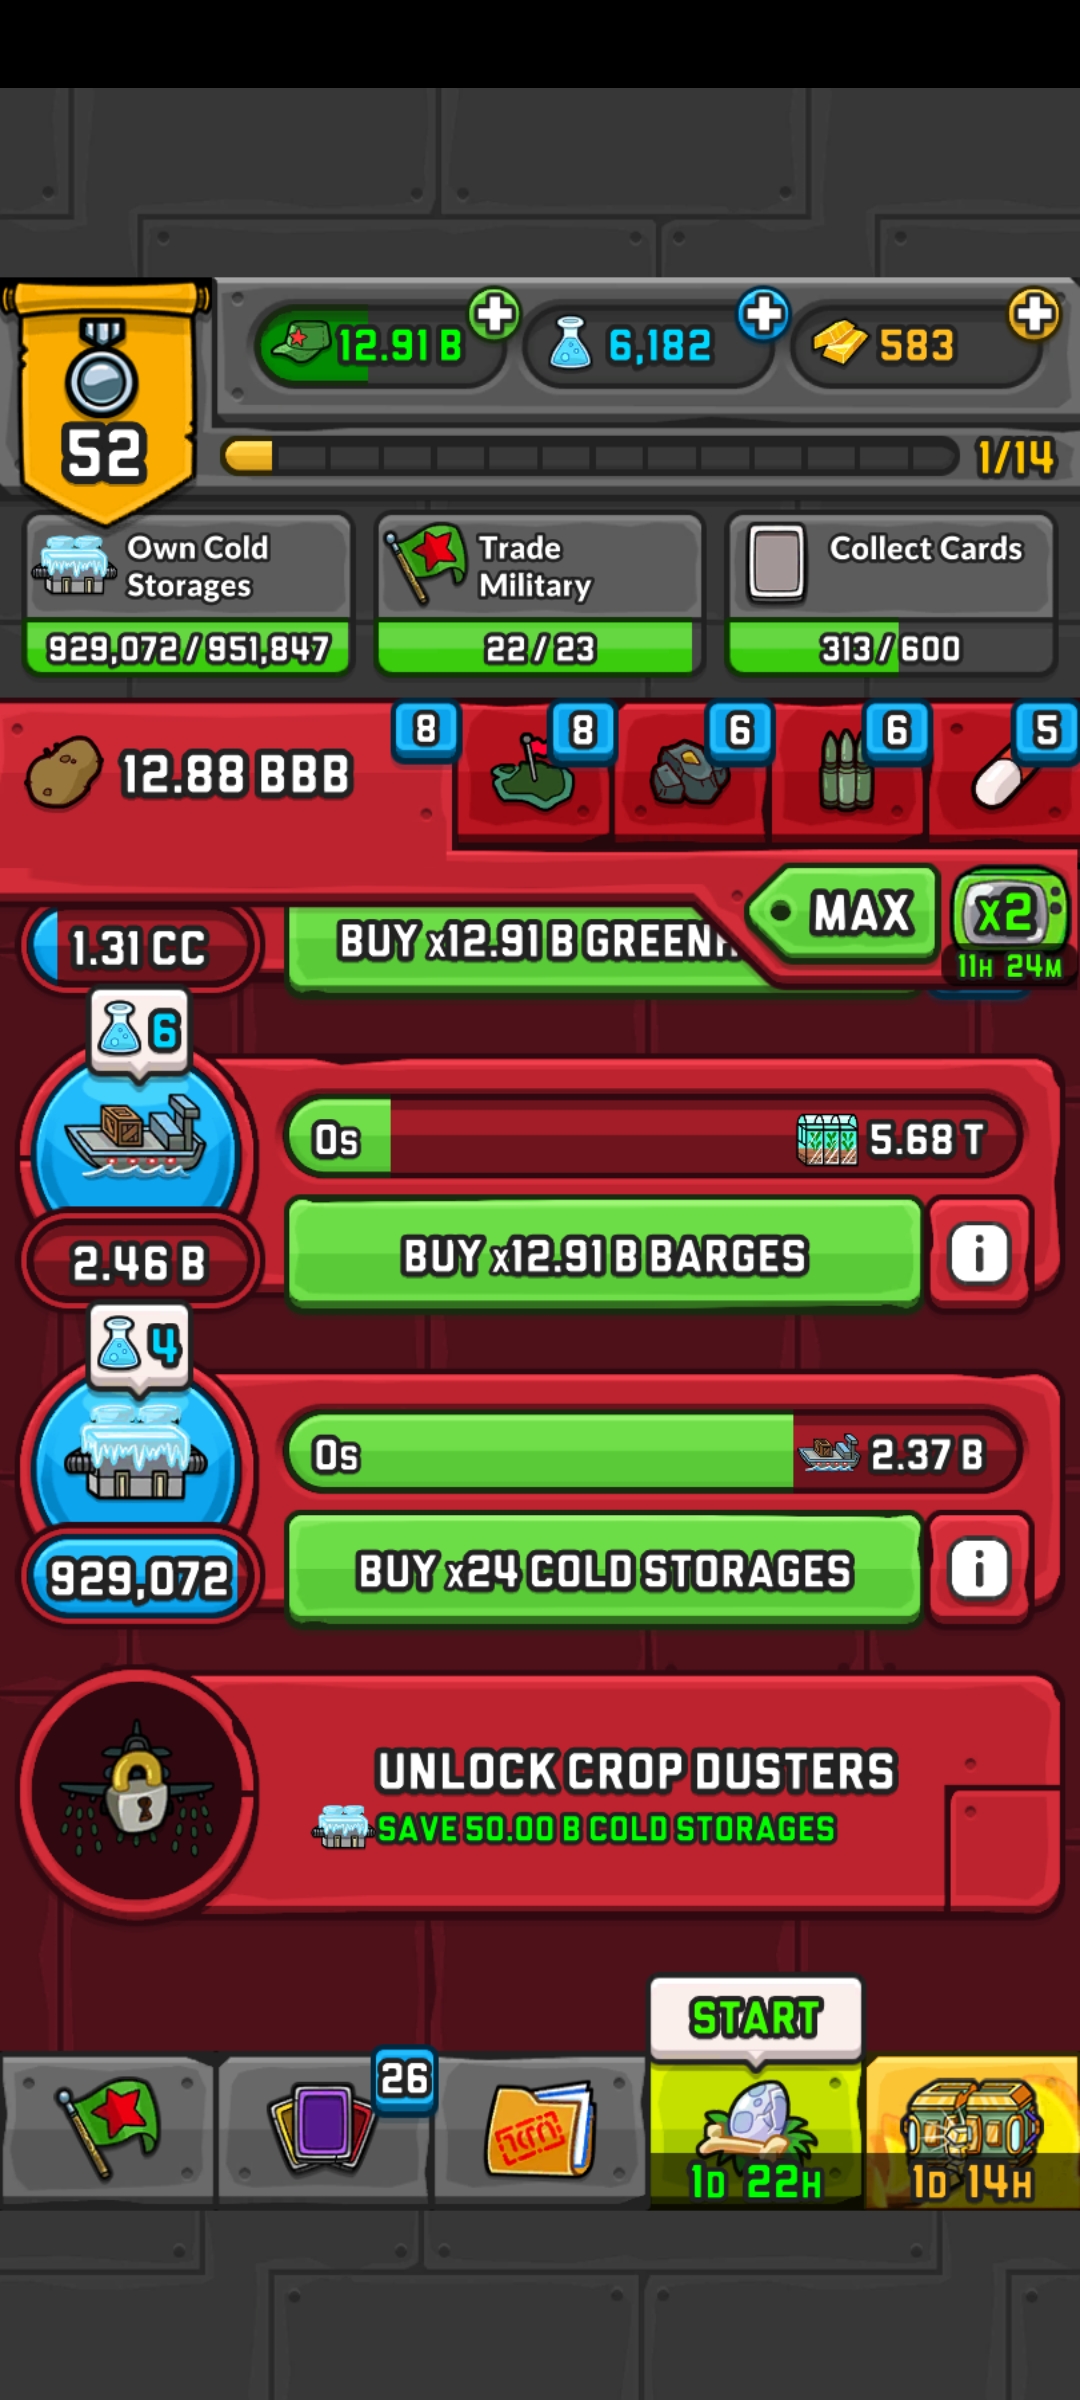 12.91 B
6,182
583
52
1/14
Own Cold
Storages
929,072 / 951,847
Trade
Military
22 / 23
Collect Cards
313 / 600
12.88 BBB
8
8
6
6
5
MAX
x2
11H 24M
1.31 CC
BUY x12.91 B GREENH
6
0s
5.68 T
2.46 B
BUY x12.91 B BARGES
i
4
0s
2.37 B
929,072
BUY x24 COLD STORAGES
i
UNLOCK CROP DUSTERS
SAVE 50.00 B COLD STORAGES
START
26
1D 22H
1D 14H